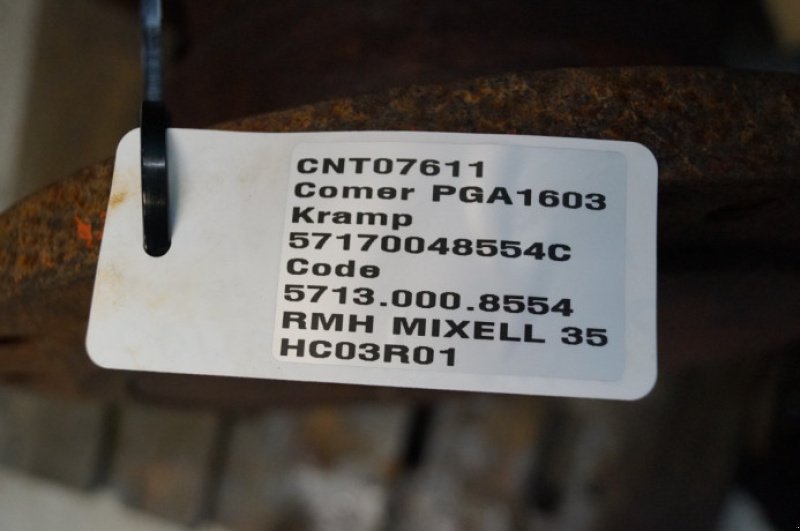 CNT07611
Comer PGA1603
Kramp
57170048554C
Code
5713.000.8554
RMH MIXELL 35
HC03R01